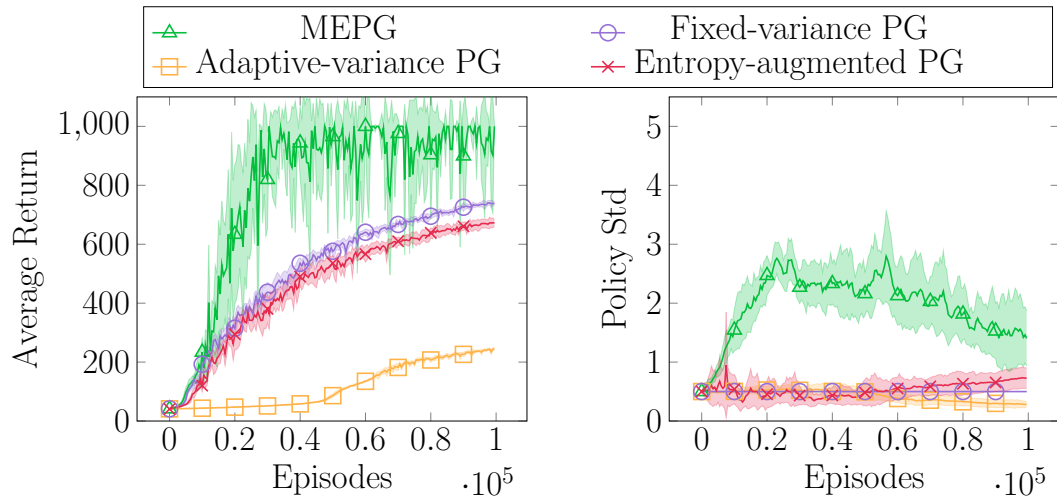 MEPG
Fixed-variance PG
Adaptive-variance PG
Entropy-augmented PG
Average Return
1,000
800
600
400
200
0
0 0.2 0.4 0.6 0.8 1
Episodes
·10^5
Policy Std
5
4
3
2
1
0
0 0.2 0.4 0.6 0.8 1
Episodes
·10^5